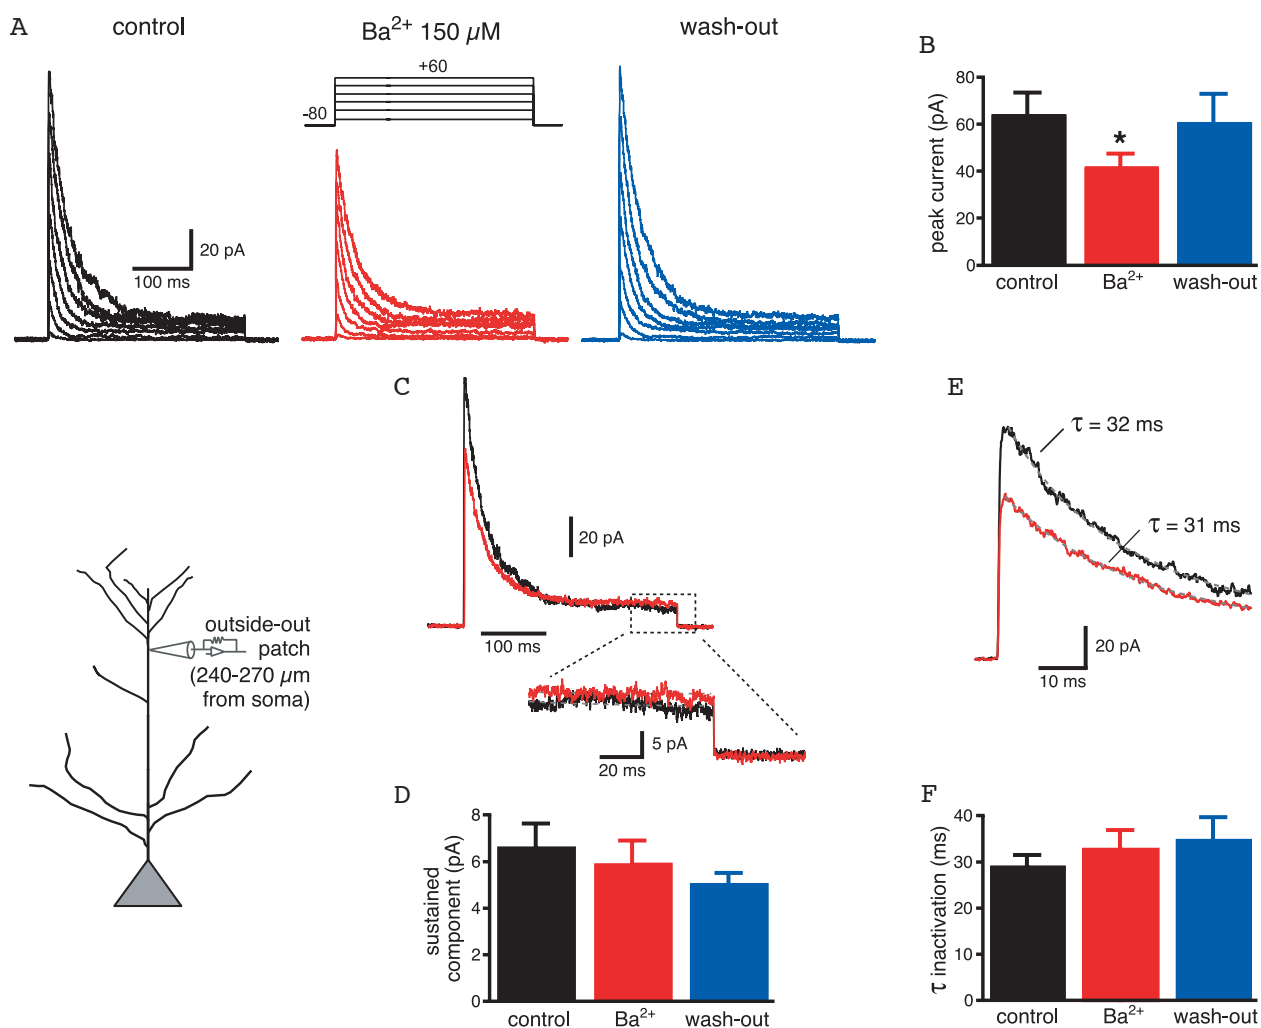 A
control
Ba2+ 150 µM
wash-out
+60
-80
20 pA
100 ms
B
peak current (pA)
80
60
40
20
0
*
control
Ba2+
wash-out
C
20 pA
100 ms
5 pA
20 ms
E
τ = 32 ms
τ = 31 ms
20 pA
10 ms
outside-out
patch
(240-270 µm
from soma)
D
sustained
component (pA)
8
6
4
2
0
control
Ba2+
wash-out
F
τ inactivation (ms)
40
30
20
10
0
control
Ba2+
wash-out